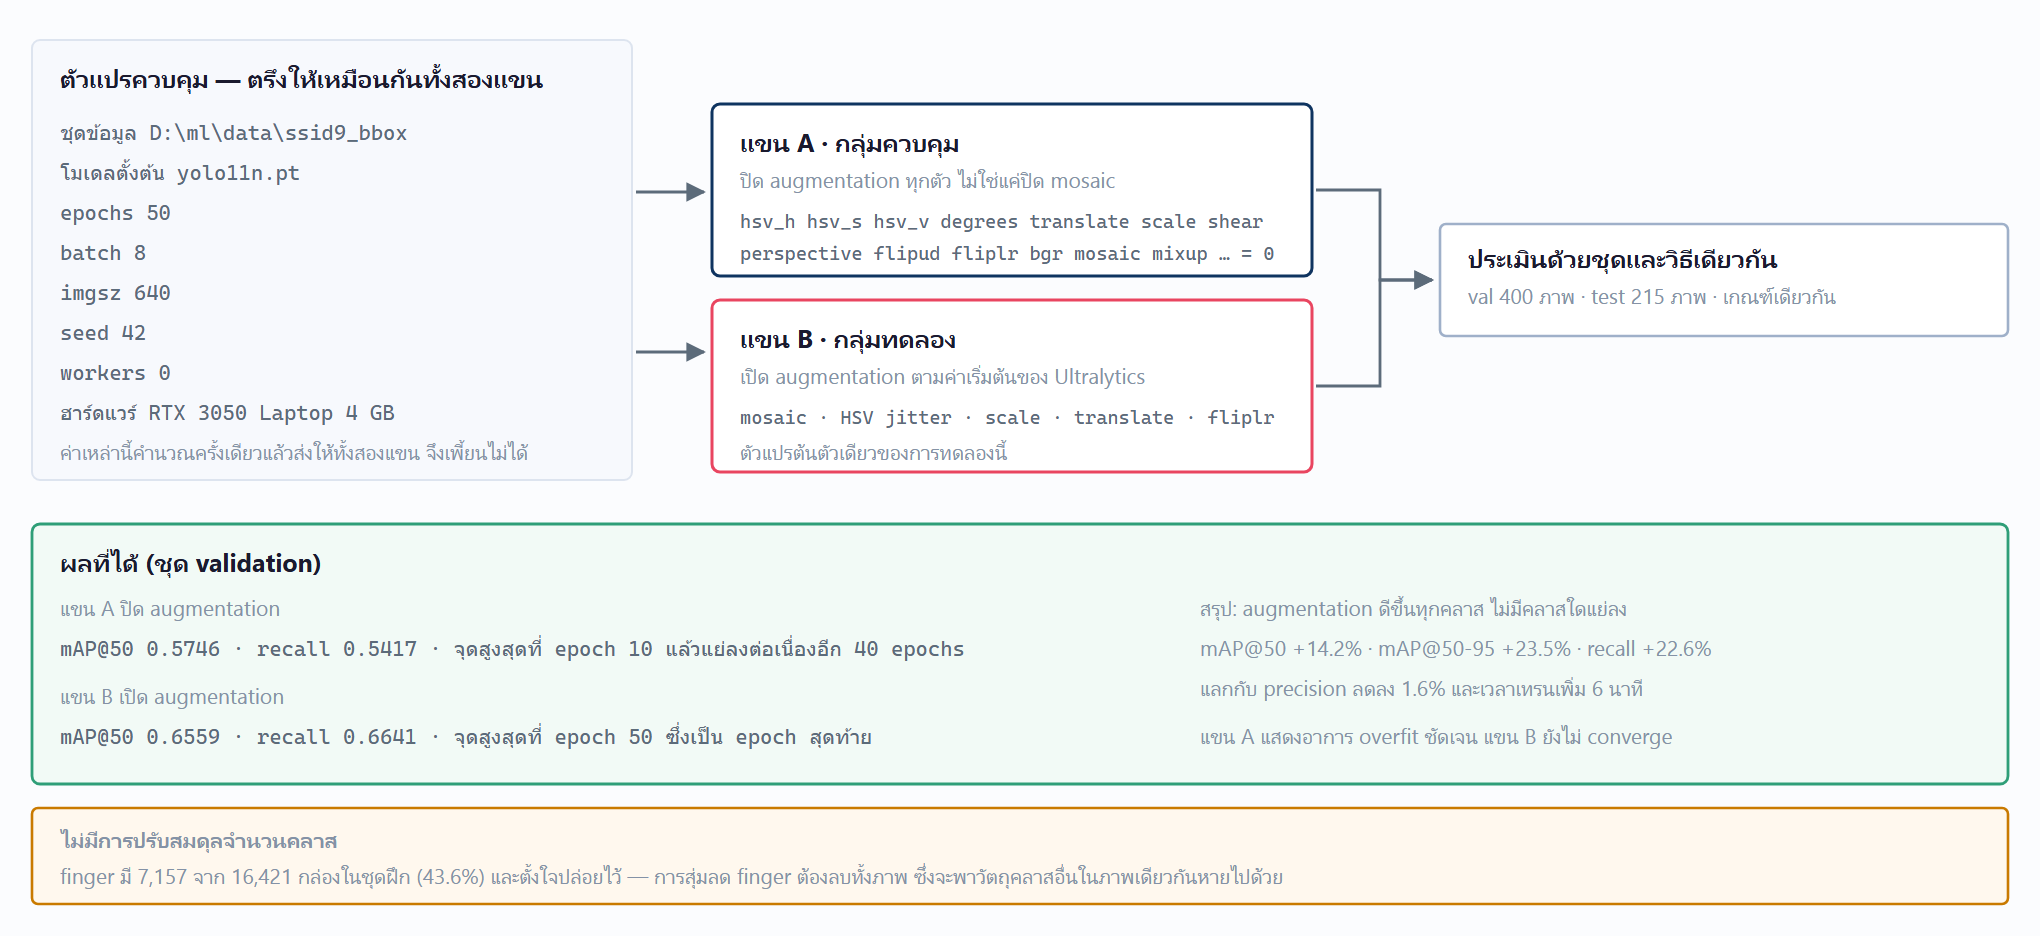 ตัวแปรควบคุม — ตรึงให้เหมือนกันทั้งสองแขน
ชุดข้อมูล D:\ml\data\ssid9_bbox
โมเดลตั้งต้น yolo11n.pt
epochs 50
batch 8
imgsz 640
seed 42
workers 0
ฮาร์ดแวร์ RTX 3050 Laptop 4 GB
ค่าเหล่านี้คำนวณครั้งเดียวแล้วส่งให้ทั้งสองแขน จึงเพี้ยนไม่ได้
แขน A · กลุ่มควบคุม
ปิด augmentation ทุกตัว ไม่ใช่แค่ปิด mosaic
hsv_h hsv_s hsv_v degrees translate scale shear
perspective flipud fliplr bgr mosaic mixup … = 0
แขน B · กลุ่มทดลอง
เปิด augmentation ตามค่าเริ่มต้นของ Ultralytics
mosaic · HSV jitter · scale · translate · fliplr
ตัวแปรต้นตัวเดียวของการทดลองนี้
ประเมินด้วยชุดและวิธีเดียวกัน
val 400 ภาพ · test 215 ภาพ · เกณฑ์เดียวกัน
ผลที่ได้ (ชุด validation)
แขน A ปิด augmentation
mAP@50 0.5746 · recall 0.5417 · จุดสูงสุดที่ epoch 10 แล้วแย่ลงต่อเนื่องอีก 40 epochs
แขน B เปิด augmentation
mAP@50 0.6559 · recall 0.6641 · จุดสูงสุดที่ epoch 50 ซึ่งเป็น epoch สุดท้าย
สรุป: augmentation ดีขึ้นทุกคลาส ไม่มีคลาสใดแย่ลง
mAP@50 +14.2% · mAP@50-95 +23.5% · recall +22.6%
แลกกับ precision ลดลง 1.6% และเวลาเทรนเพิ่ม 6 นาที
แขน A แสดงอาการ overfit ชัดเจน แขน B ยังไม่ converge
ไม่มีการปรับสมดุลจำนวนคลาส
finger มี 7,157 จาก 16,421 กล่องในชุดฝึก (43.6%) และตั้งใจปล่อยไว้ — การสุ่มลด finger ต้องลบทั้งภาพ ซึ่งจะพาวัตถุคลาสอื่นในภาพเดียวกันหายไปด้วย